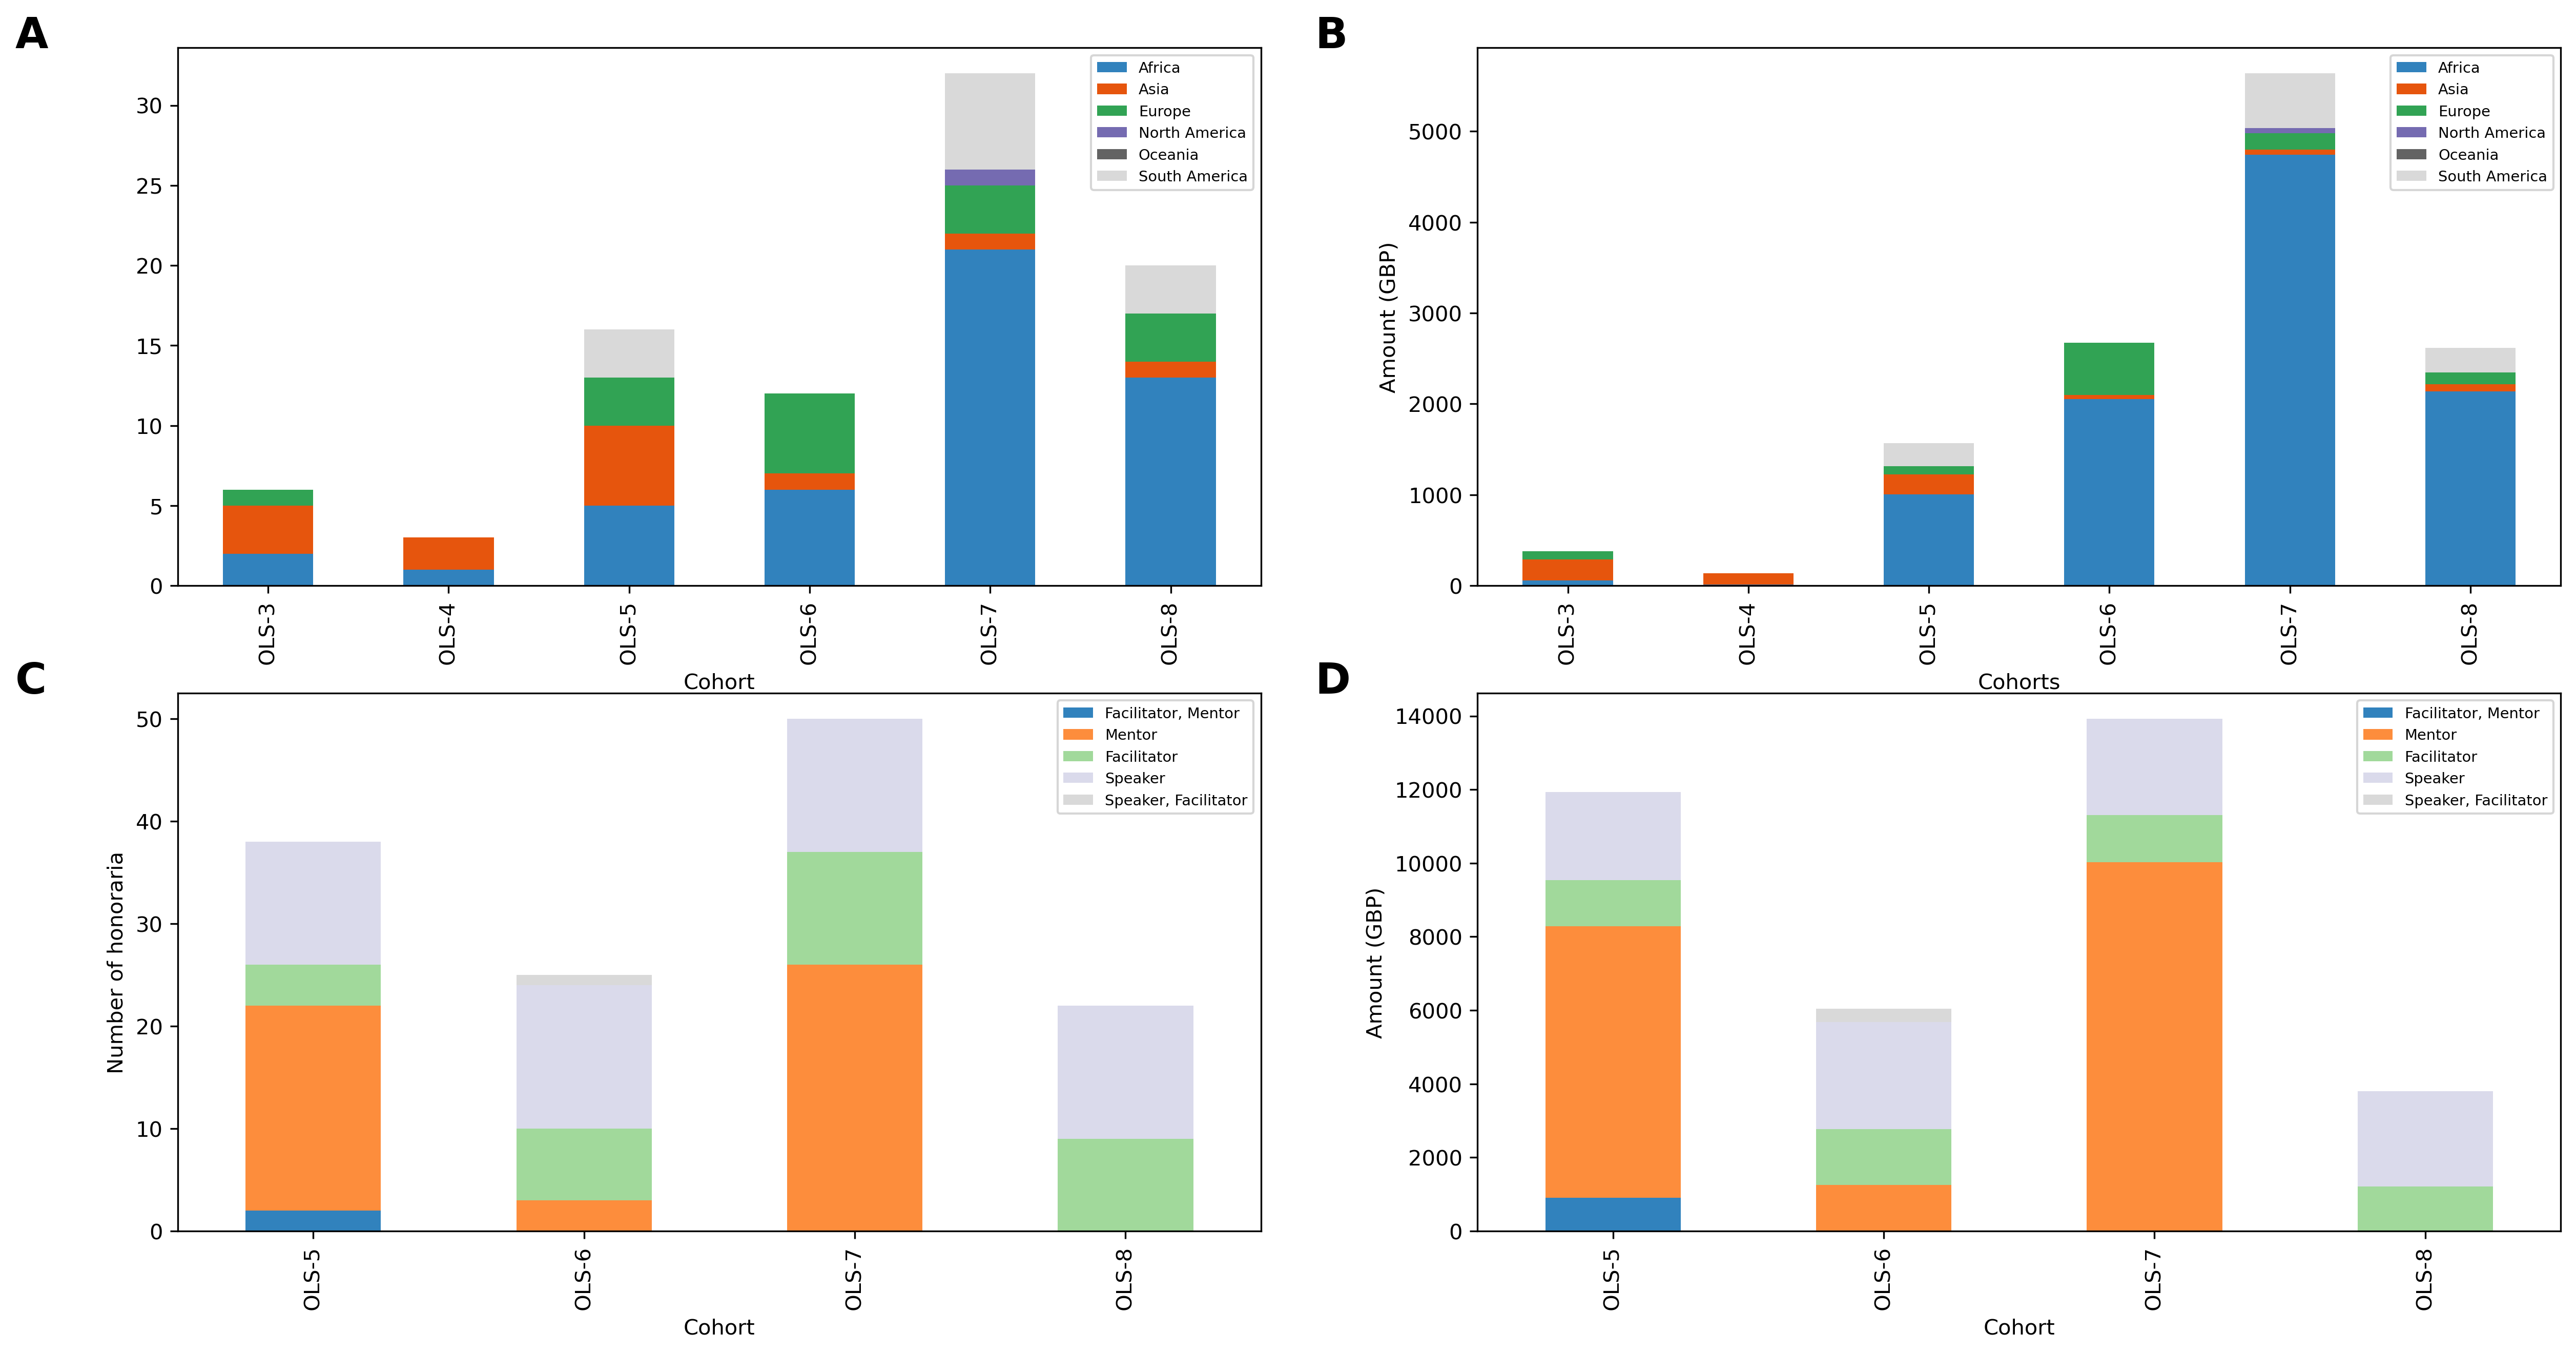 A
30
25
20
15
10
5
0
Africa
Asia
Europe
North America
Oceania
South America
OLS-3
OLS-4
OLS-5
OLS-6
OLS-7
OLS-8
Cohort
B
Amount (GBP)
5000
4000
3000
2000
1000
0
Africa
Asia
Europe
North America
Oceania
South America
OLS-3
OLS-4
OLS-5
OLS-6
OLS-7
OLS-8
Cohorts
C
Number of honoraria
50
40
30
20
10
0
Facilitator, Mentor
Mentor
Facilitator
Speaker
Speaker, Facilitator
OLS-5
OLS-6
OLS-7
OLS-8
Cohort
D
Amount (GBP)
14000
12000
10000
8000
6000
4000
2000
0
Facilitator, Mentor
Mentor
Facilitator
Speaker
Speaker, Facilitator
OLS-5
OLS-6
OLS-7
OLS-8
Cohort